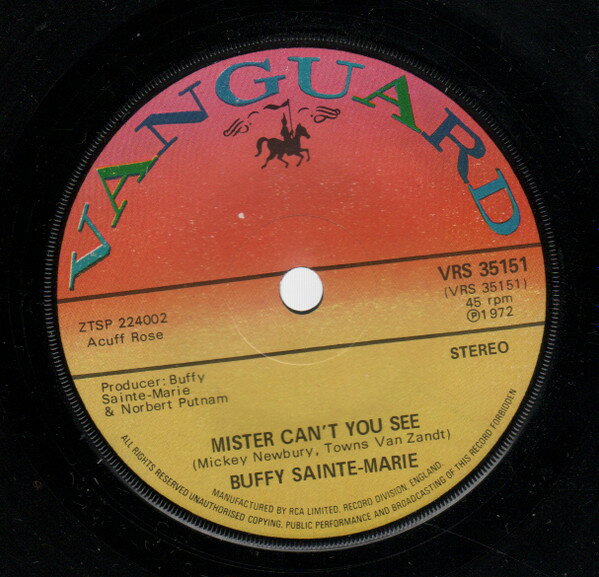 VANGUARD
VRS 35151
(VRS 35151)
45 rpm
Ⓟ1972
ZTSP 224002
Acuff Rose
STEREO
Producer: Buffy
Sainte-Marie
& Norbert Putnam
MISTER CAN'T YOU SEE
(Mickey Newbury, Towns Van Zandt)
BUFFY SAINTE-MARIE
MANUFACTURED BY RCA LIMITED, RECORD DIVISION, ENGLAND.
ALL RIGHTS RESERVED UNAUTHORISED COPYING, PUBLIC PERFORMANCE AND BROADCASTING OF THIS RECORD FORBIDDEN